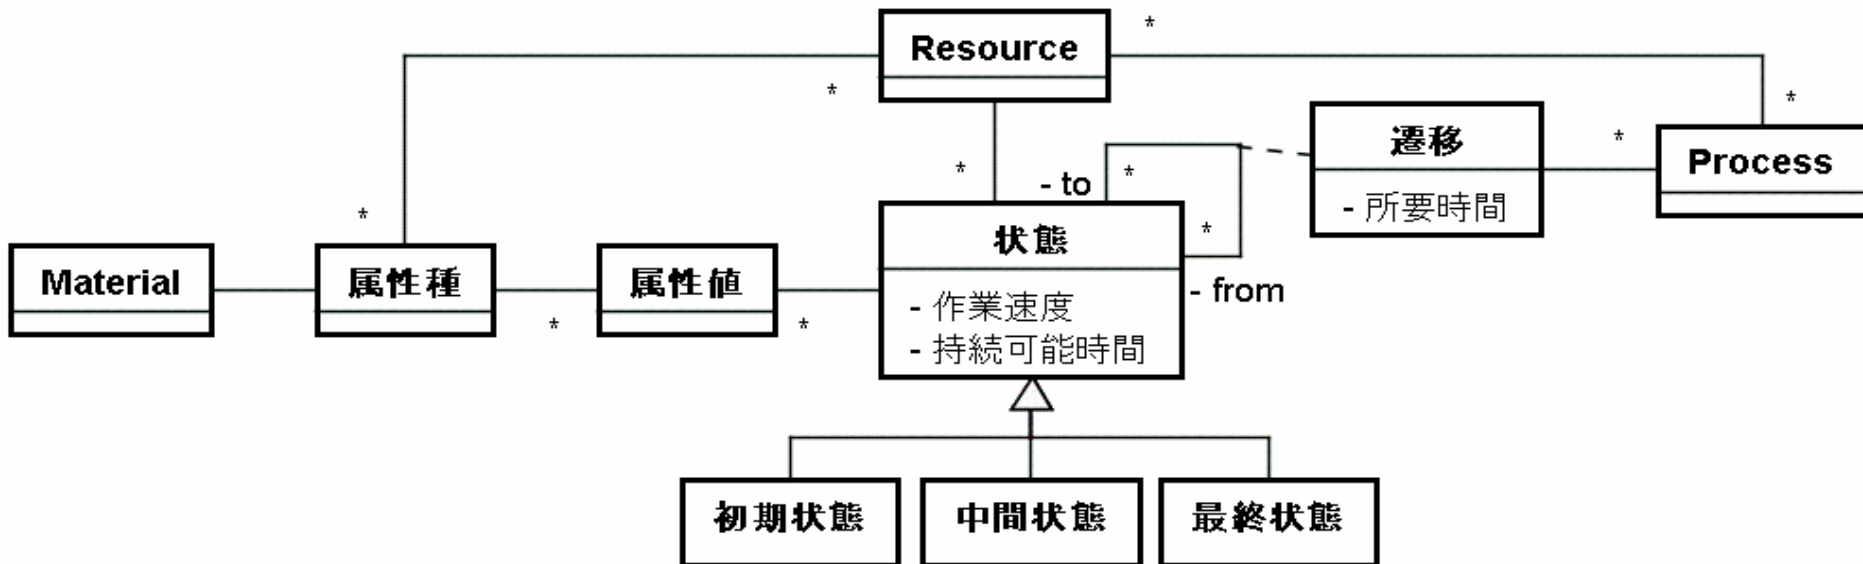 Resource
*
*
*
*
*
*
- to
*
*
- from
遷移
- 所要時間
*
Process
Material
属性種
*
属性値
*
状態
- 作業速度
- 持続可能時間
初期状態
中間状態
最終状態